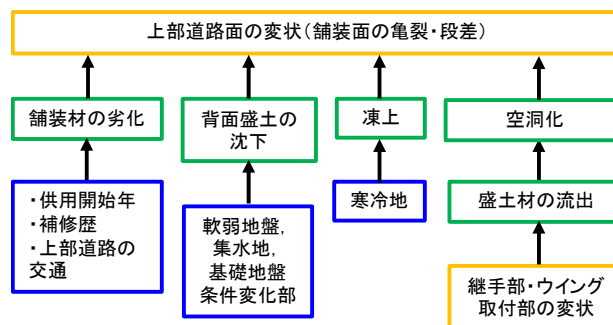 上部道路面の変状(舗装面の亀裂・段差)
舗装材の劣化
背面盛土の
沈下
凍上
空洞化
・供用開始年
・補修歴
・上部道路の
交通
軟弱地盤,
集水地,
基礎地盤
条件変化部
寒冷地
盛土材の流出
継手部・ウイング
取付部の変状